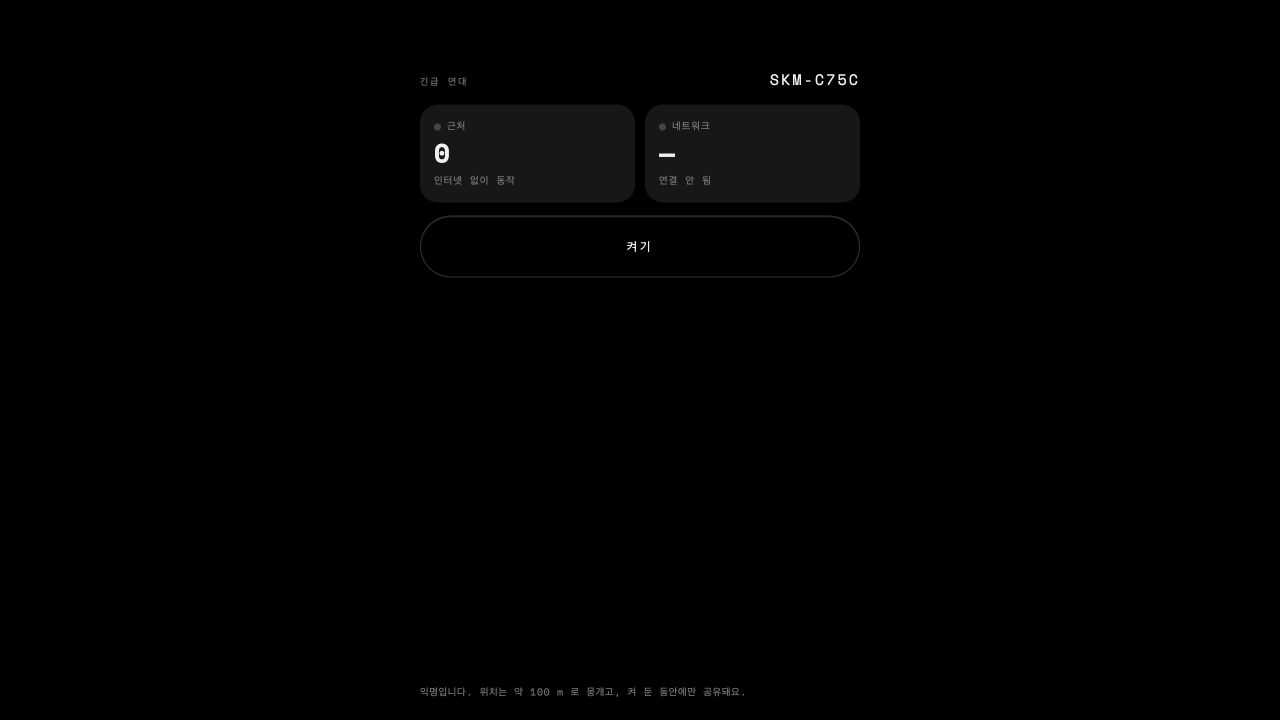 긴급 연대
SKM-C75C
근처
0
인터넷 없이 동작
네트워크
—
연결 안 됨
켜기
익명입니다. 위치는 약 100 m 로 뭉개고, 켜 둔 동안에만 공유돼요.